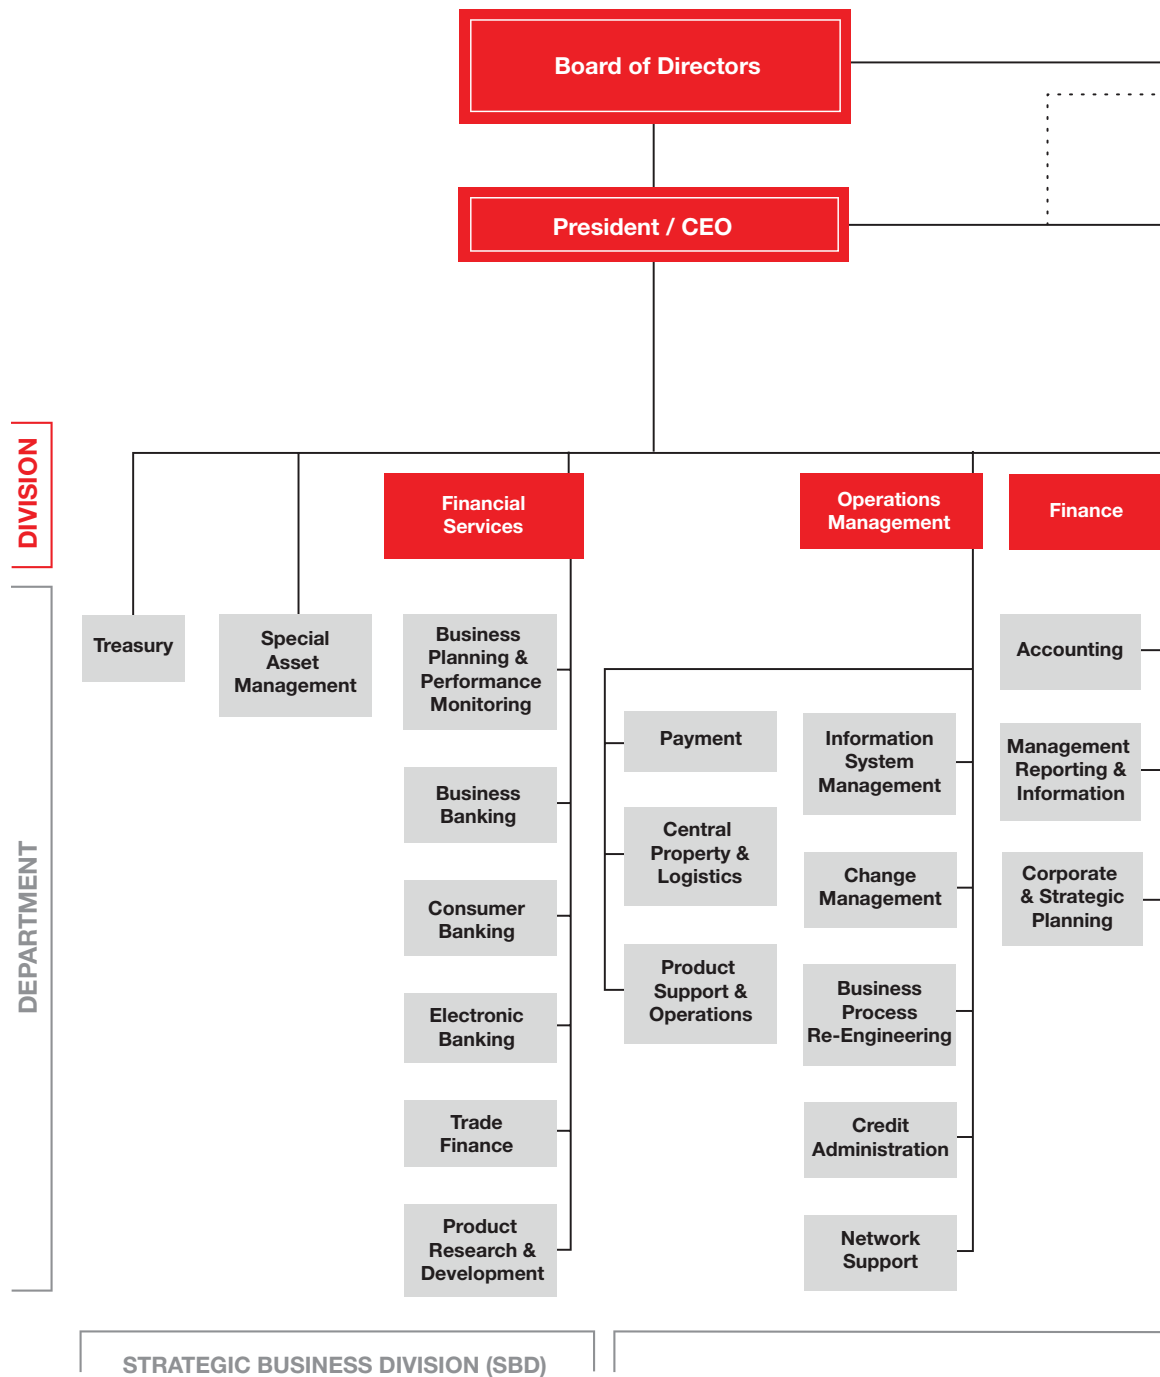 Board of Directors
President / CEO
DIVISION
Financial
Services
Operations
Management
Finance
DEPARTMENT
Treasury
Special
Asset
Management
Business
Planning &
Performance
Monitoring
Business
Banking
Consumer
Banking
Electronic
Banking
Trade
Finance
Product
Research &
Development
Payment
Central
Property &
Logistics
Product
Support &
Operations
Information
System
Management
Change
Management
Business
Process
Re-Engineering
Credit
Administration
Network
Support
Accounting
Management
Reporting &
Information
Corporate
& Strategic
Planning
STRATEGIC BUSINESS DIVISION (SBD)